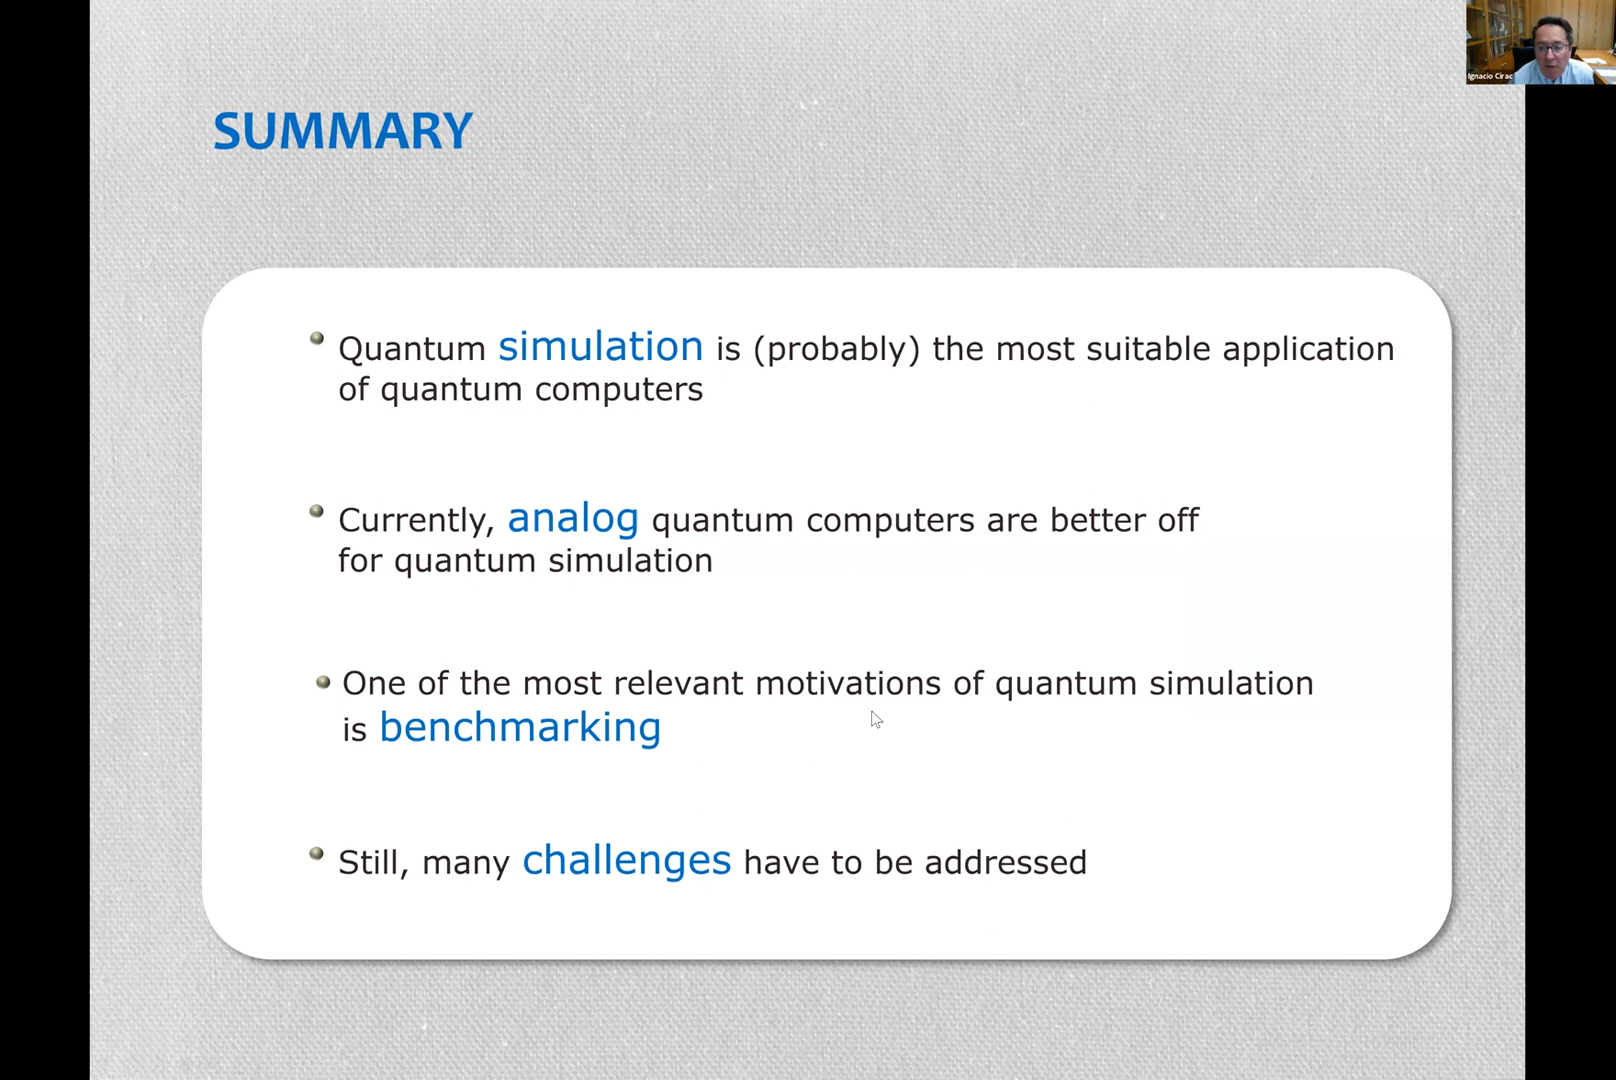 Ignacio Cirac
SUMMARY
Quantum simulation is (probably) the most suitable application
of quantum computers
Currently, analog quantum computers are better off
for quantum simulation
One of the most relevant motivations of quantum simulation
is benchmarking
Still, many challenges have to be addressed